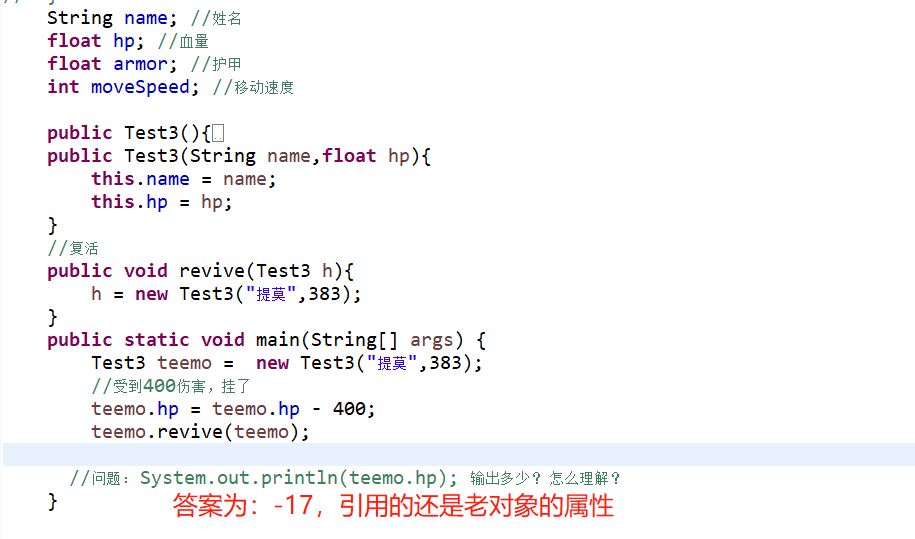 String name; //姓名
float hp; //血量
float armor; //护甲
int moveSpeed; //移动速度
public Test3(){
public Test3(String name,float hp){
this.name = name;
this.hp = hp;
}
//复活
public void revive(Test3 h){
h = new Test3("提莫",383);
}
public static void main(String[] args) {
Test3 teemo =  new Test3("提莫",383);
//受到400伤害，挂了
teemo.hp = teemo.hp - 400;
teemo.revive(teemo);
//问题：System.out.println(teemo.hp); 输出多少？怎么理解？
}
答案为：-17，引用的还是老对象的属性